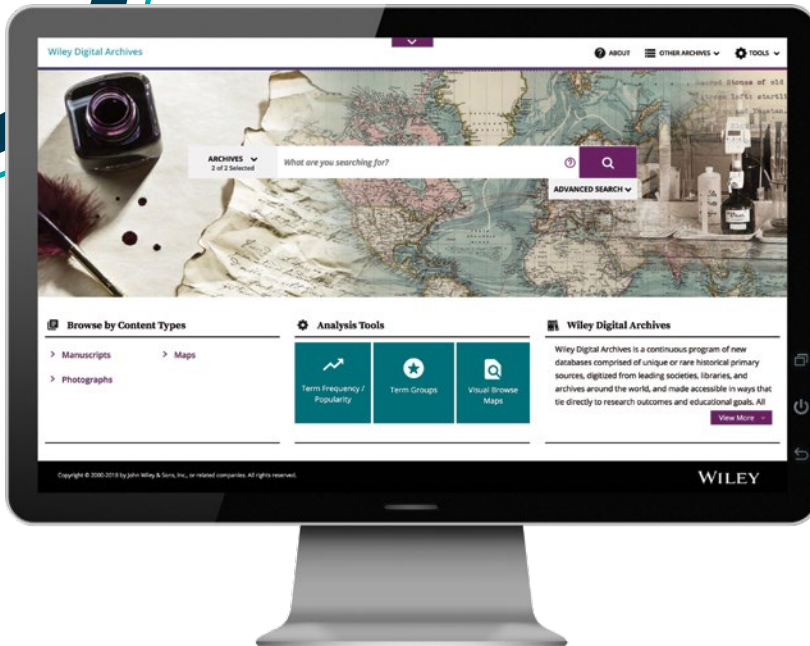 Wiley Digital Archives
ABOUT
OTHER ARCHIVES
TOOLS
ARCHIVES
2 of 2 Selected
What are you searching for?
ADVANCED SEARCH
Browse by Content Types
Manuscripts
Maps
Photographs
Analysis Tools
Term Frequency /
Popularity
Term Groups
Visual Browse
Maps
Wiley Digital Archives
Wiley Digital Archives is a continuous program of new
databases comprised of unique or rare historical primary
sources, digitized from leading societies, libraries, and
archives around the world, and made accessible in ways that
tie directly to research outcomes and educational goals. All
View More
Copyright © 2000-2018 by John Wiley & Sons, Inc., or related companies. All rights reserved.
WILEY